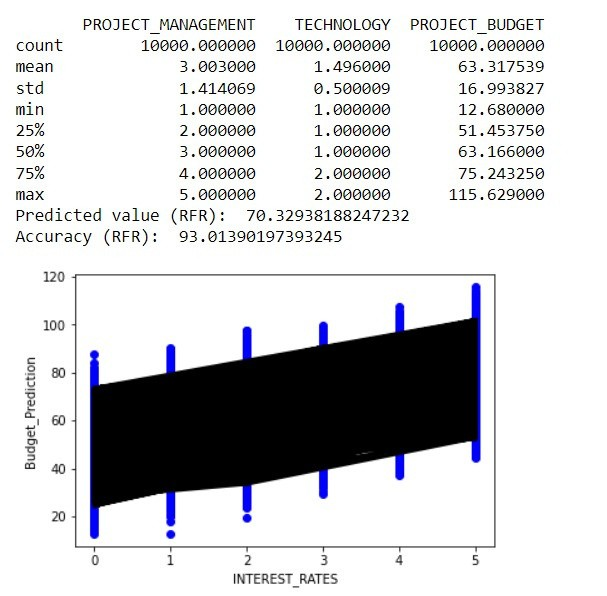 PROJECT_MANAGEMENT TECHNOLOGY PROJECT_BUDGET
count 10000.000000 10000.000000 10000.000000
mean 3.003000 1.496000 63.317539
std 1.414069 0.500009 16.993827
min 1.000000 1.000000 12.680000
25% 2.000000 1.000000 51.453750
50% 3.000000 1.000000 63.166000
75% 4.000000 2.000000 75.243250
max 5.000000 2.000000 115.629000
Predicted value (RFR): 70.32938188247232
Accuracy (RFR): 93.01390197393245
120
100
80
60
40
20
Budget_Prediction
0 1 2 3 4 5
INTEREST_RATES